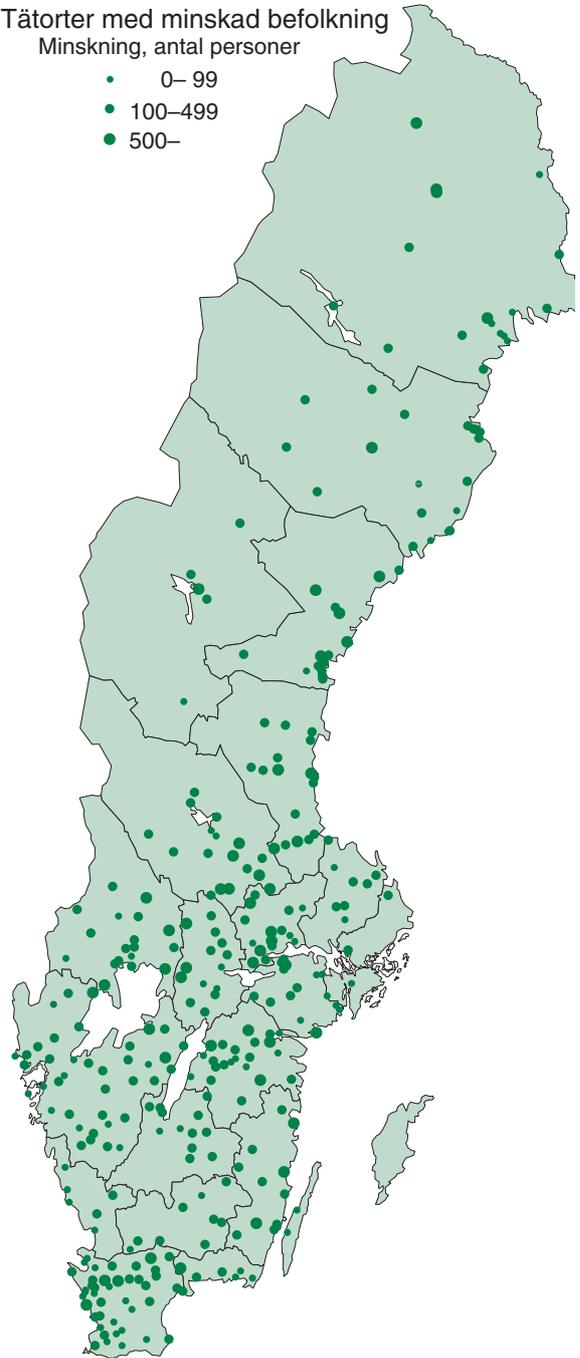 Tätorter med minskad befolkning
Minskning, antal personer
0– 99
100–499
500–